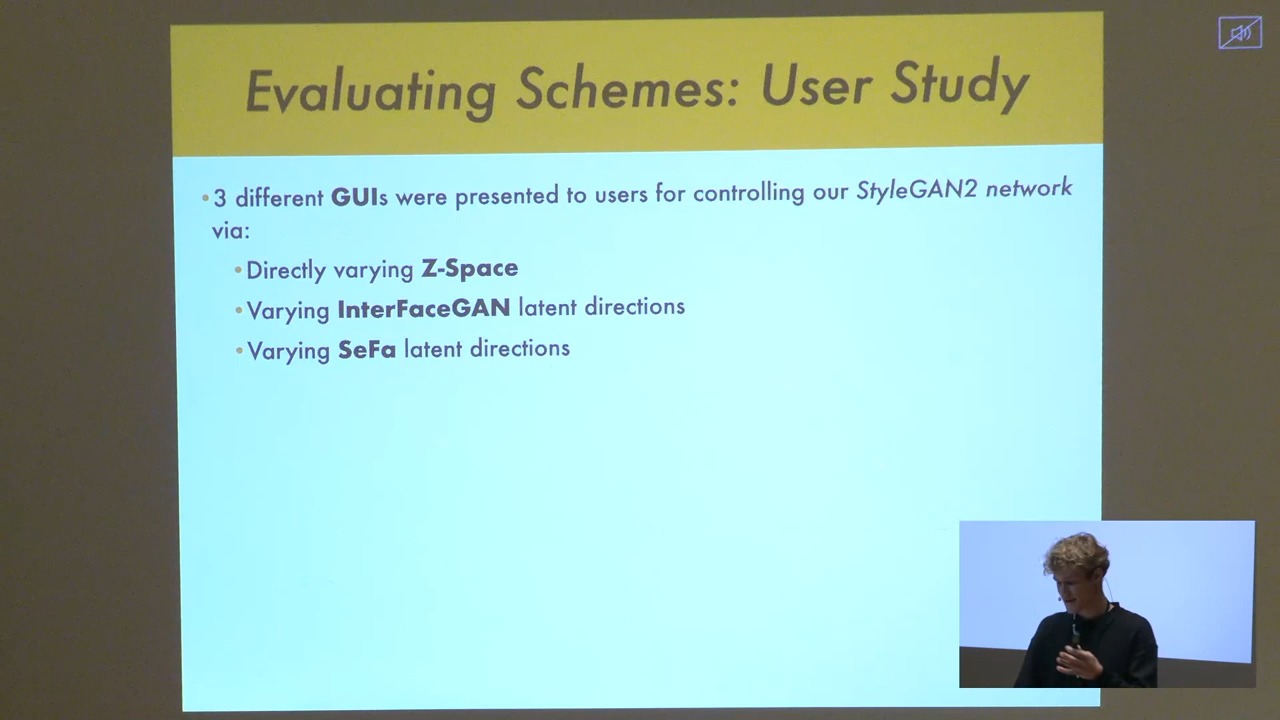 Evaluating Schemes: User Study
•3 different GUIs were presented to users for controlling our StyleGAN2 network
via:
•Directly varying Z-Space
•Varying InterFaceGAN latent directions
•Varying SeFa latent directions